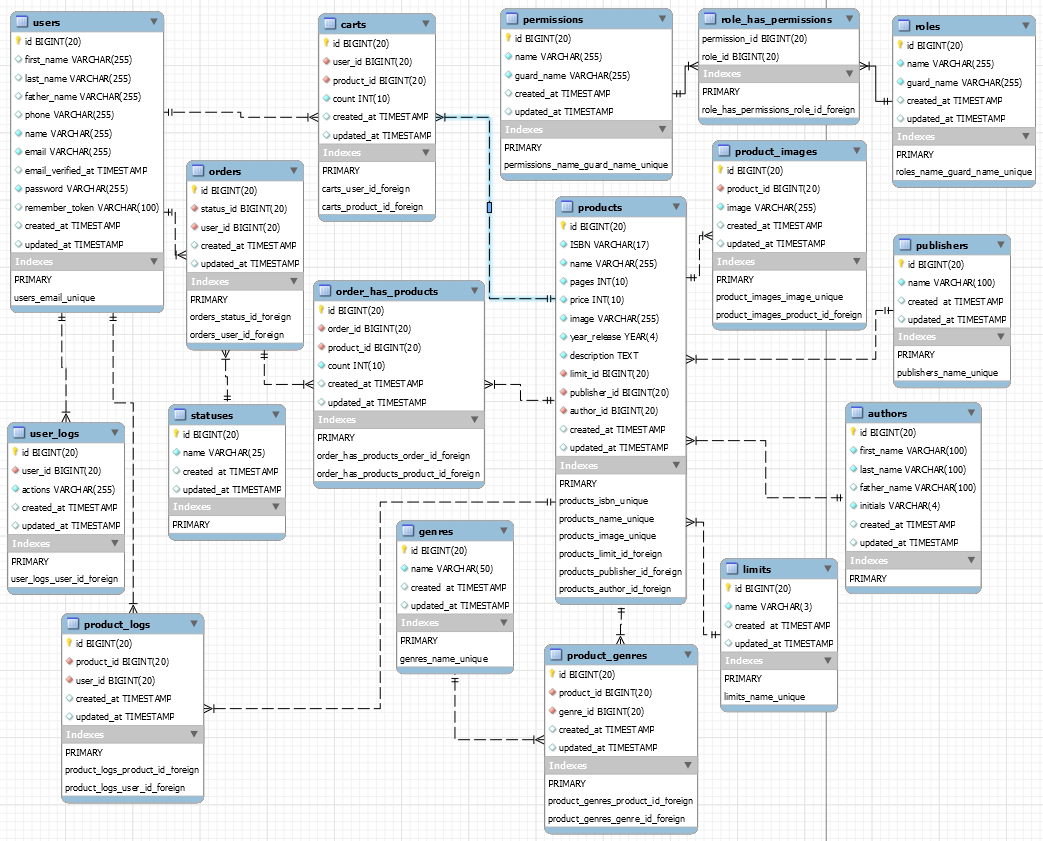 users
id BIGINT(20)
first_name VARCHAR(255)
last_name VARCHAR(255)
father_name VARCHAR(255)
phone VARCHAR(255)
name VARCHAR(255)
email VARCHAR(255)
email_verified_at TIMESTAMP
password VARCHAR(255)
remember_token VARCHAR(100)
created_at TIMESTAMP
updated_at TIMESTAMP
Indexes
PRIMARY
users_email_unique
carts
id BIGINT(20)
user_id BIGINT(20)
product_id BIGINT(20)
count INT(10)
created_at TIMESTAMP
updated_at TIMESTAMP
Indexes
PRIMARY
carts_user_id_foreign
carts_product_id_foreign
permissions
id BIGINT(20)
name VARCHAR(255)
guard_name VARCHAR(255)
created_at TIMESTAMP
updated_at TIMESTAMP
Indexes
PRIMARY
permissions_name_guard_name_unique
role_has_permissions
permission_id BIGINT(20)
role_id BIGINT(20)
Indexes
PRIMARY
role_has_permissions_role_id_foreign
roles
id BIGINT(20)
name VARCHAR(255)
guard_name VARCHAR(255)
created_at TIMESTAMP
updated_at TIMESTAMP
Indexes
PRIMARY
roles_name_guard_name_unique
orders
id BIGINT(20)
status_id BIGINT(20)
user_id BIGINT(20)
created_at TIMESTAMP
updated_at TIMESTAMP
Indexes
PRIMARY
orders_status_id_foreign
orders_user_id_foreign
product_images
id BIGINT(20)
product_id BIGINT(20)
image VARCHAR(255)
created_at TIMESTAMP
updated_at TIMESTAMP
Indexes
PRIMARY
product_images_image_unique
product_images_product_id_foreign
products
id BIGINT(20)
ISBN VARCHAR(17)
name VARCHAR(255)
pages INT(10)
price INT(10)
image VARCHAR(255)
year_release YEAR(4)
description TEXT
limit_id BIGINT(20)
publisher_id BIGINT(20)
author_id BIGINT(20)
created_at TIMESTAMP
updated_at TIMESTAMP
Indexes
PRIMARY
products_isbn_unique
products_name_unique
products_image_unique
products_limit_id_foreign
products_publisher_id_foreign
products_author_id_foreign
publishers
id BIGINT(20)
name VARCHAR(100)
created_at TIMESTAMP
updated_at TIMESTAMP
Indexes
PRIMARY
publishers_name_unique
order_has_products
id BIGINT(20)
order_id BIGINT(20)
product_id BIGINT(20)
count INT(10)
created_at TIMESTAMP
updated_at TIMESTAMP
Indexes
PRIMARY
order_has_products_order_id_foreign
order_has_products_product_id_foreign
statuses
id BIGINT(20)
name VARCHAR(25)
created_at TIMESTAMP
updated_at TIMESTAMP
Indexes
PRIMARY
authors
id BIGINT(20)
first_name VARCHAR(100)
last_name VARCHAR(100)
father_name VARCHAR(100)
initials VARCHAR(4)
created_at TIMESTAMP
updated_at TIMESTAMP
Indexes
PRIMARY
user_logs
id BIGINT(20)
user_id BIGINT(20)
actions VARCHAR(255)
created_at TIMESTAMP
updated_at TIMESTAMP
Indexes
PRIMARY
user_logs_user_id_foreign
genres
id BIGINT(20)
name VARCHAR(50)
created_at TIMESTAMP
updated_at TIMESTAMP
Indexes
PRIMARY
genres_name_unique
limits
id BIGINT(20)
name VARCHAR(3)
created_at TIMESTAMP
updated_at TIMESTAMP
Indexes
PRIMARY
limits_name_unique
product_logs
id BIGINT(20)
product_id BIGINT(20)
user_id BIGINT(20)
created_at TIMESTAMP
updated_at TIMESTAMP
Indexes
PRIMARY
product_logs_product_id_foreign
product_logs_user_id_foreign
product_genres
id BIGINT(20)
product_id BIGINT(20)
genre_id BIGINT(20)
created_at TIMESTAMP
updated_at TIMESTAMP
Indexes
PRIMARY
product_genres_product_id_foreign
product_genres_genre_id_foreign